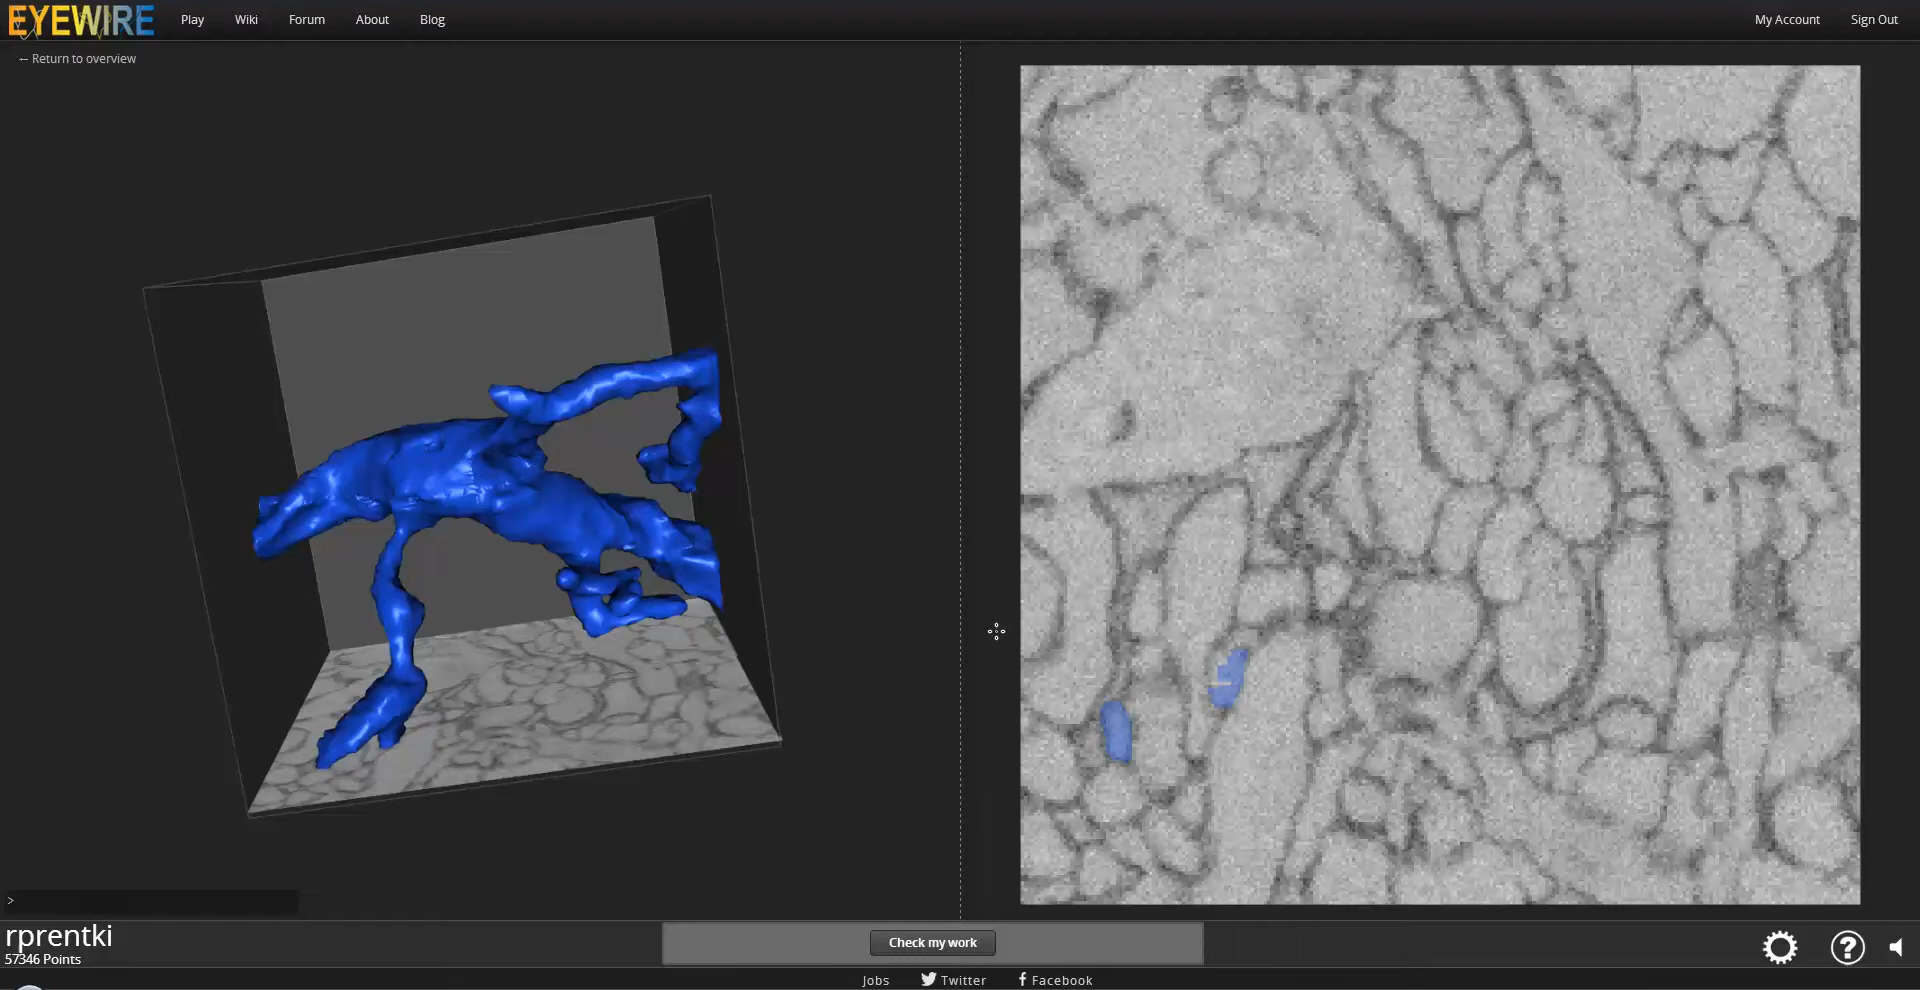 EYEWIRE Play Wiki Forum About Blog My Account Sign Out
← Return to overview
>
rprentki
57346 Points
Check my work
?
Jobs Twitter Facebook